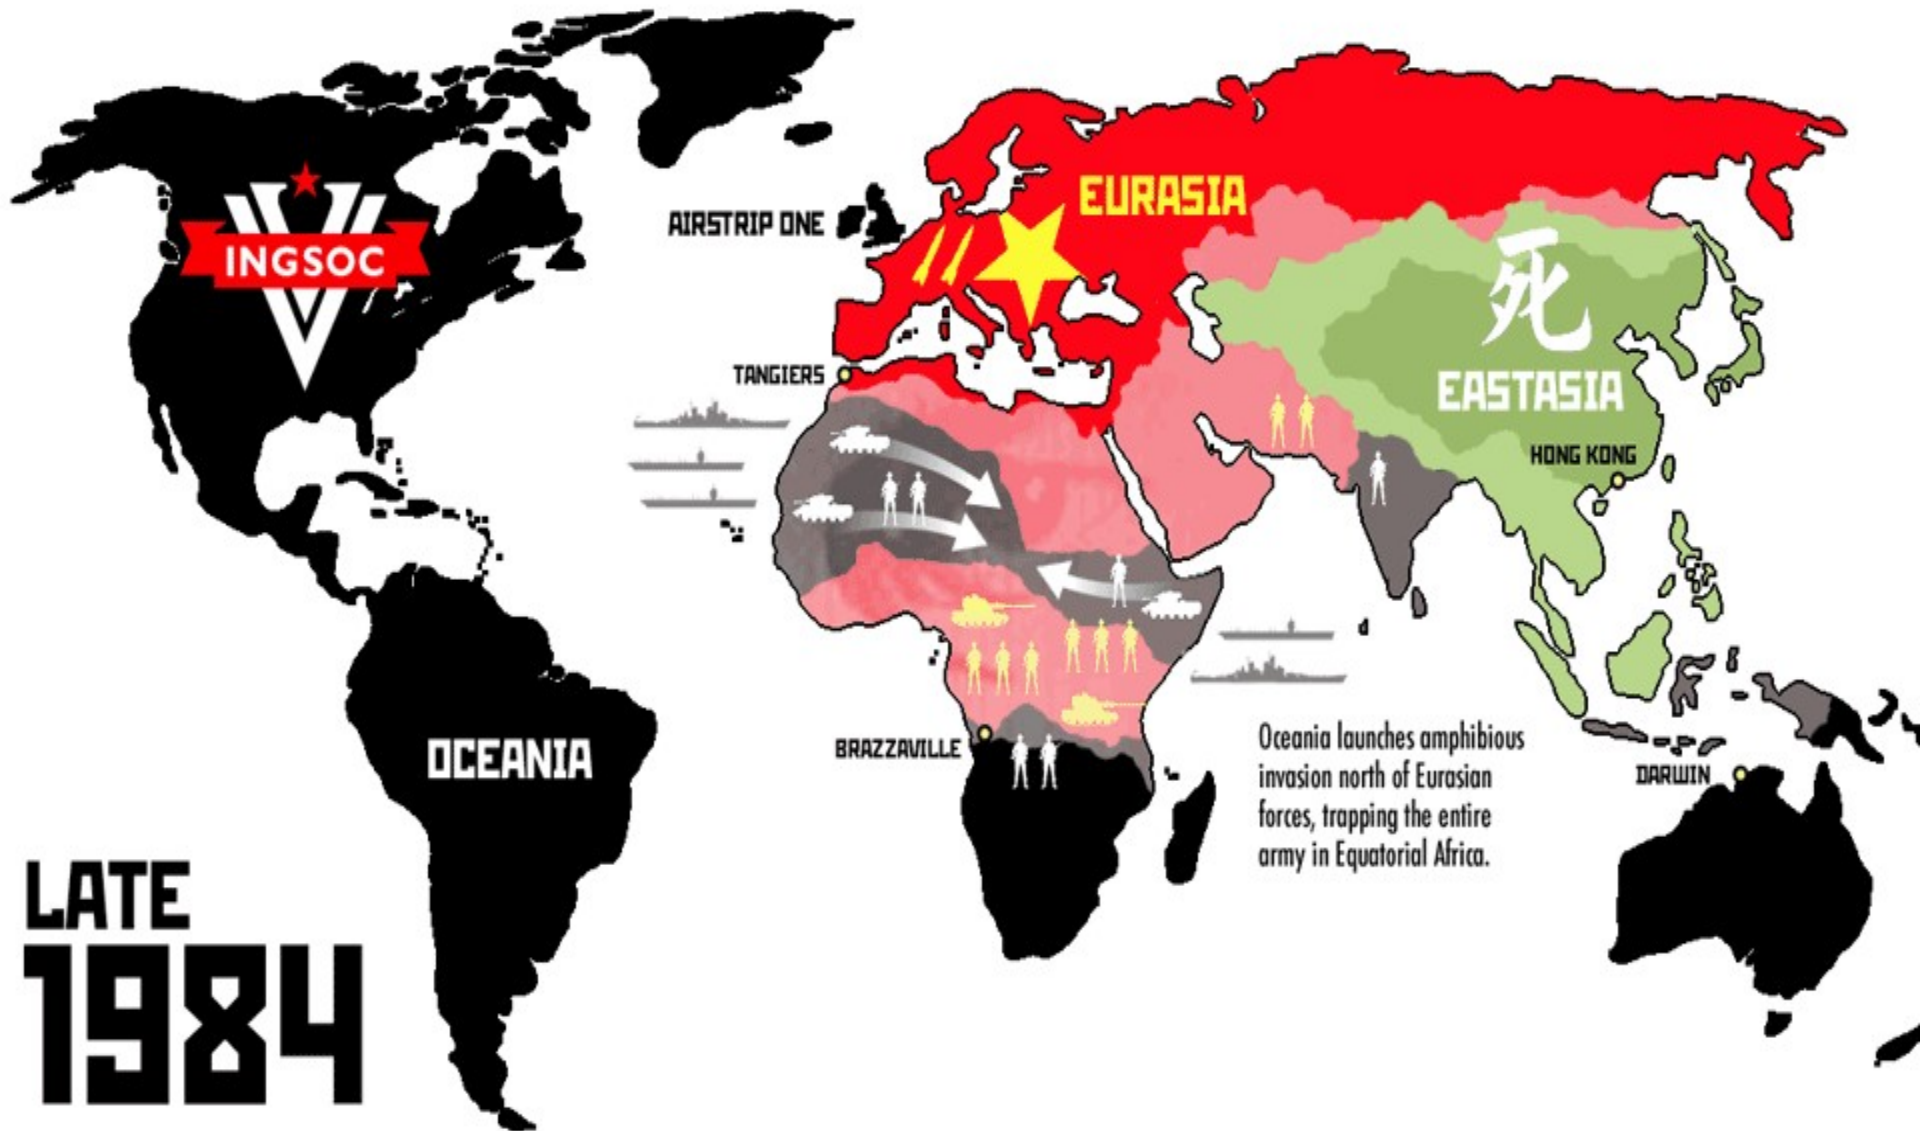 INGSOC
AIRSTRIP ONE
EURASIA
死
EASTASIA
TANGIERS
HONG KONG
OCEANIA
BRAZZAVILLE
Oceania launches amphibious
invasion north of Eurasian
forces, trapping the entire
army in Equatorial Africa.
DARWIN
LATE
1984